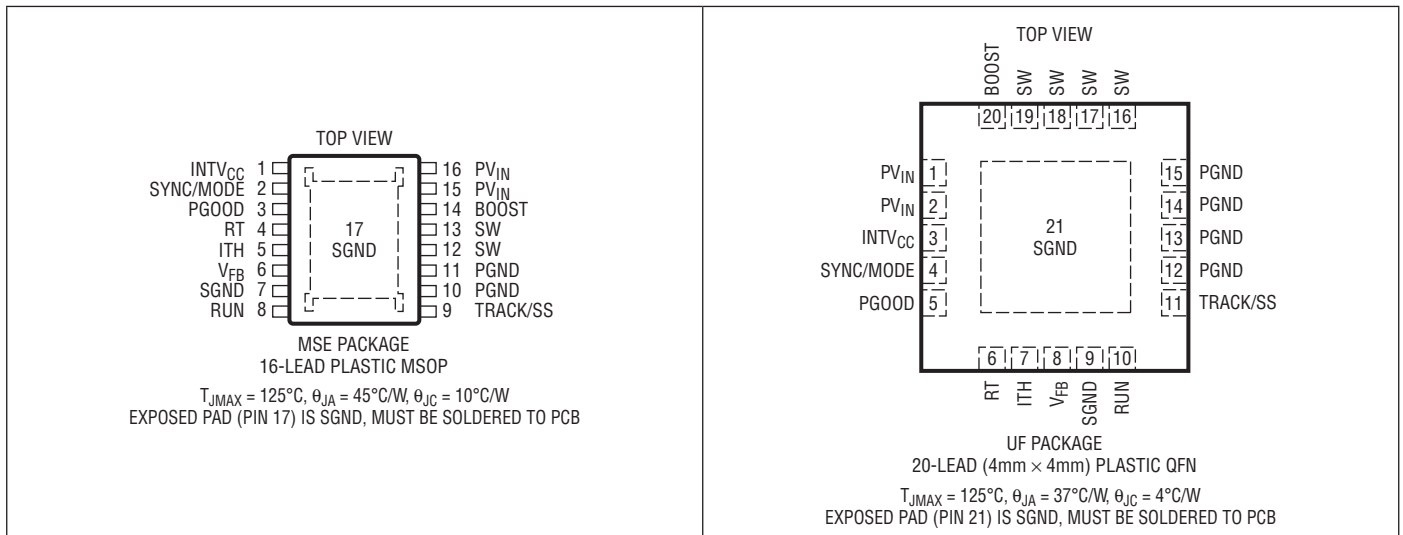 TOP VIEW
INTVCC 1
SYNC/MODE 2
PGOOD 3
RT 4
ITH 5
VFB 6
SGND 7
RUN 8
17
SGND
16 PVIN
15 PVIN
14 BOOST
13 SW
12 SW
11 PGND
10 PGND
9 TRACK/SS
MSE PACKAGE
16-LEAD PLASTIC MSOP
TJMAX = 125°C, θJA = 45°C/W, θJC = 10°C/W
EXPOSED PAD (PIN 17) IS SGND, MUST BE SOLDERED TO PCB
TOP VIEW
BOOST SW SW SW SW
20 19 18 17 16
PVIN 1
PVIN 2
INTVCC 3
SYNC/MODE 4
PGOOD 5
21
SGND
15 PGND
14 PGND
13 PGND
12 PGND
11 TRACK/SS
6 7 8 9 10
RT ITH VFB SGND RUN
UF PACKAGE
20-LEAD (4mm × 4mm) PLASTIC QFN
TJMAX = 125°C, θJA = 37°C/W, θJC = 4°C/W
EXPOSED PAD (PIN 21) IS SGND, MUST BE SOLDERED TO PCB